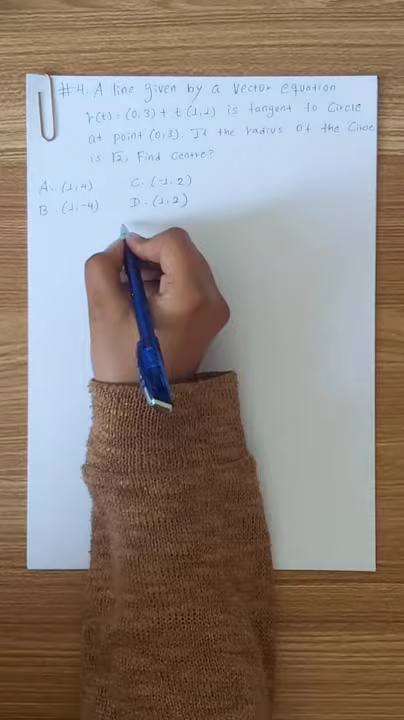 #4. A line given by a vector equation
r(t) = (0,3) + t(1,1) is tangent to Circle
at point (0,3). If the radius of the Circle
is √2, Find Centre?
A. (1,4) C. (-1,2)
B. (1,-4) D. (1,2)